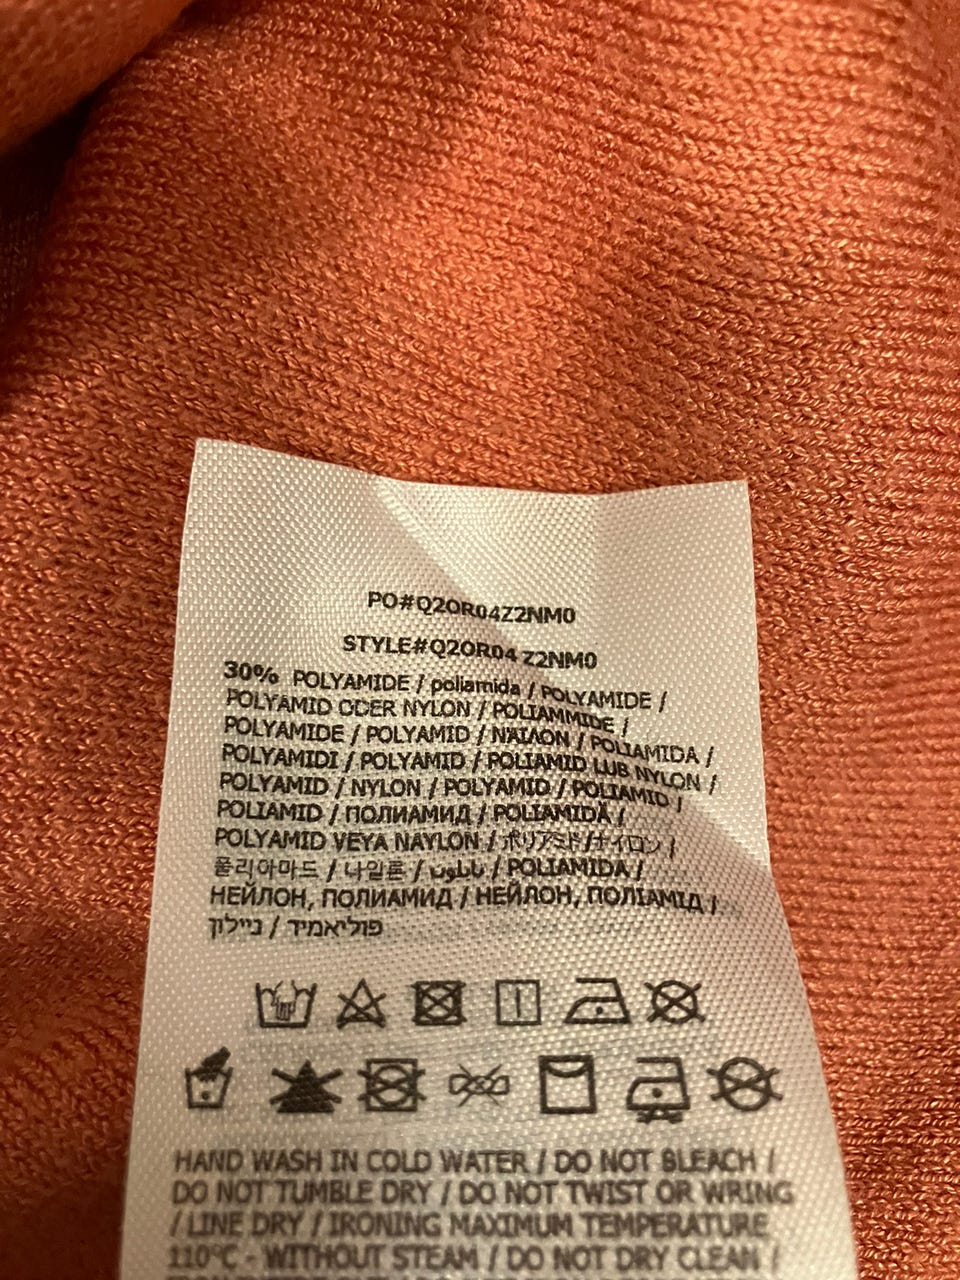 PO#Q2OR04Z2NM0
STYLE#Q2OR04 Z2NM0
30% POLYAMIDE / poliamida / POLYAMIDE /
POLYAMID ODER NYLON / POLIAMMIDE /
POLYAMIDE / POLYAMID / ΝΑΪΛΟΝ / POLIAMIDA /
POLYAMIDI / POLYAMID / POLIAMID LUB NYLON /
POLYAMID / NYLON / POLYAMID / POLIAMID /
POLIAMID / ПОЛИАМИД / POLIAMIDĂ /
POLYAMID VEYA NAYLON / ポリアミド/ナイロン /
폴리아마드 / 나일론 / نايلون / POLIAMIDA /
НЕЙЛОН, ПОЛИАМИД / НЕЙЛОН, ПОЛІАМІД /
פוליאמיד / ניילון
HAND WASH IN COLD WATER / DO NOT BLEACH /
DO NOT TUMBLE DRY / DO NOT TWIST OR WRING
/ LINE DRY / IRONING MAXIMUM TEMPERATURE
110°C - WITHOUT STEAM / DO NOT DRY CLEAN /